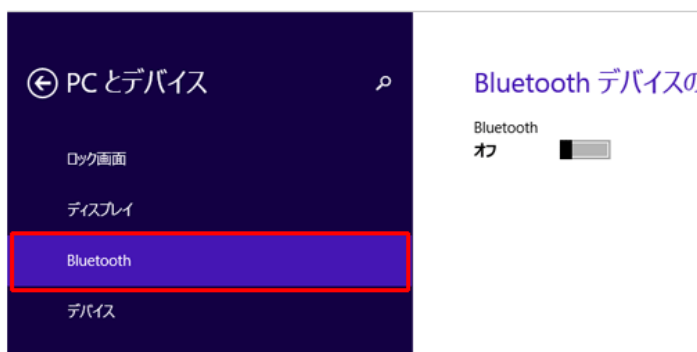 PC とデバイス
ロック画面
ディスプレイ
Bluetooth
デバイス
Bluetooth デバイスの
Bluetooth
オフ